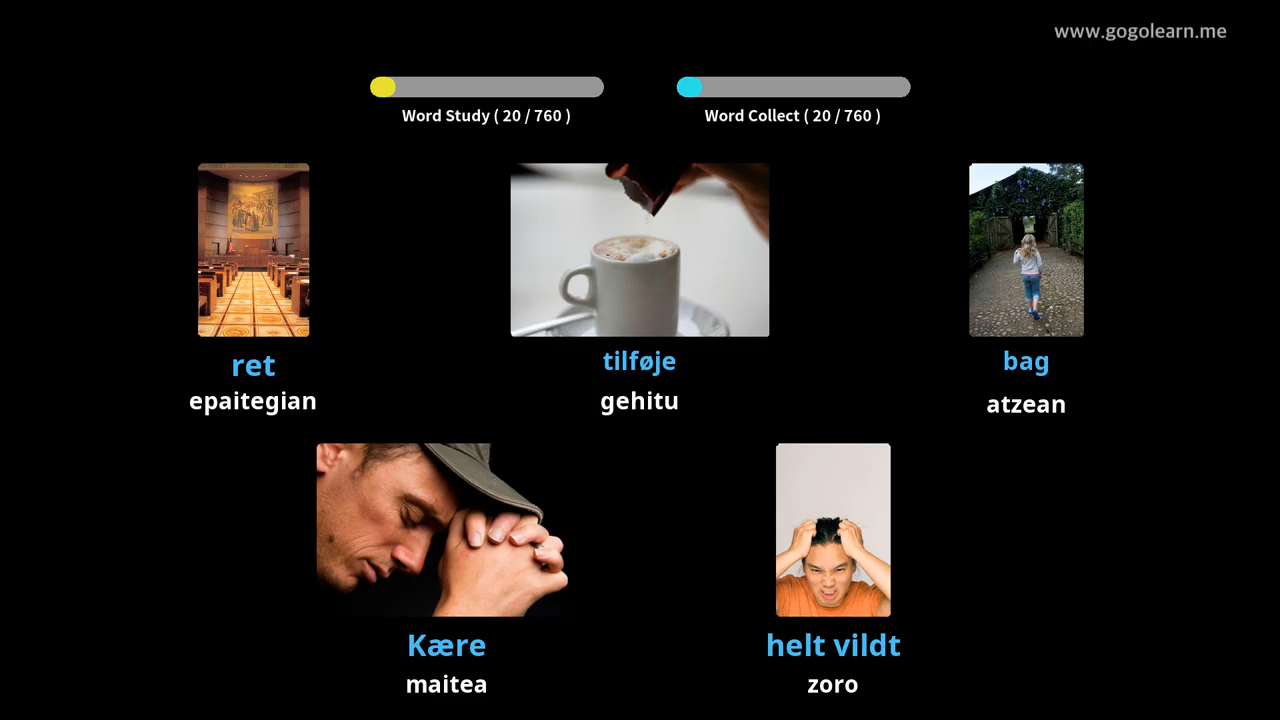 www.gogolearn.me
Word Study ( 20 / 760 )
Word Collect ( 20 / 760 )
ret
epaitegian
tilføje
gehitu
bag
atzean
Kære
maitea
helt vildt
zoro